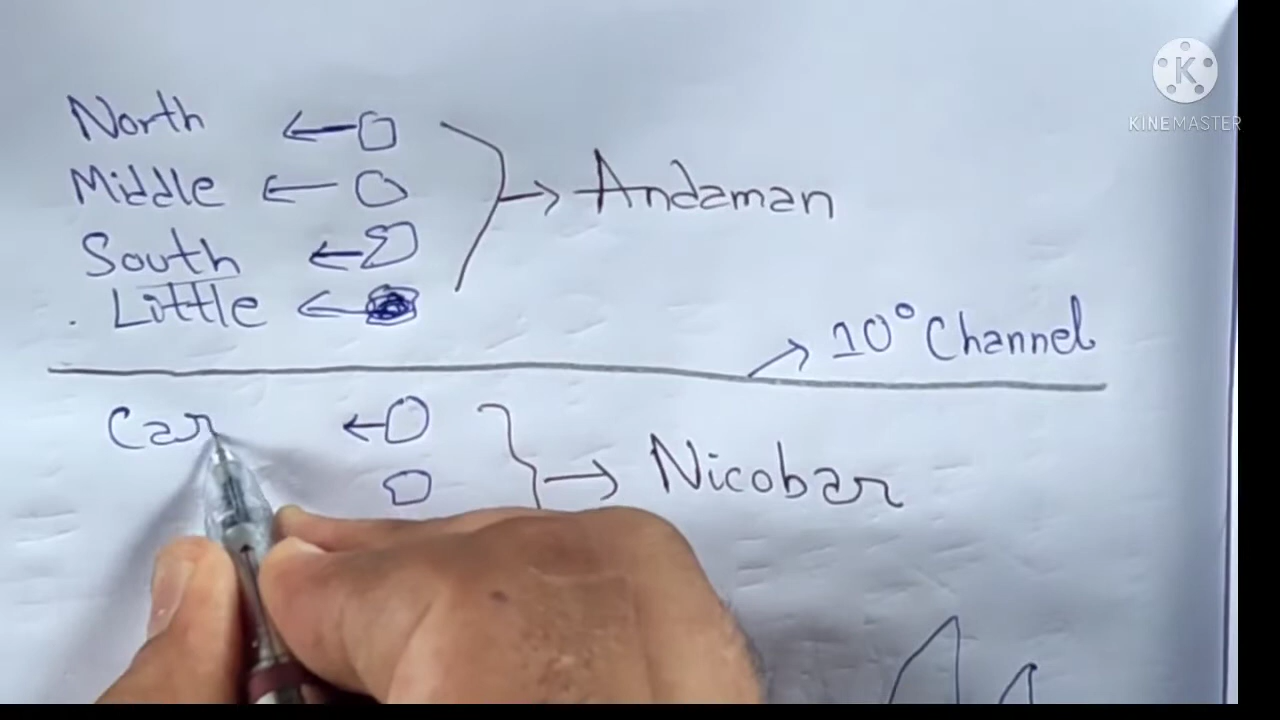 North
Middle
South
Little
Andaman
10° Channel
Car
Nicobar
KINEMASTER